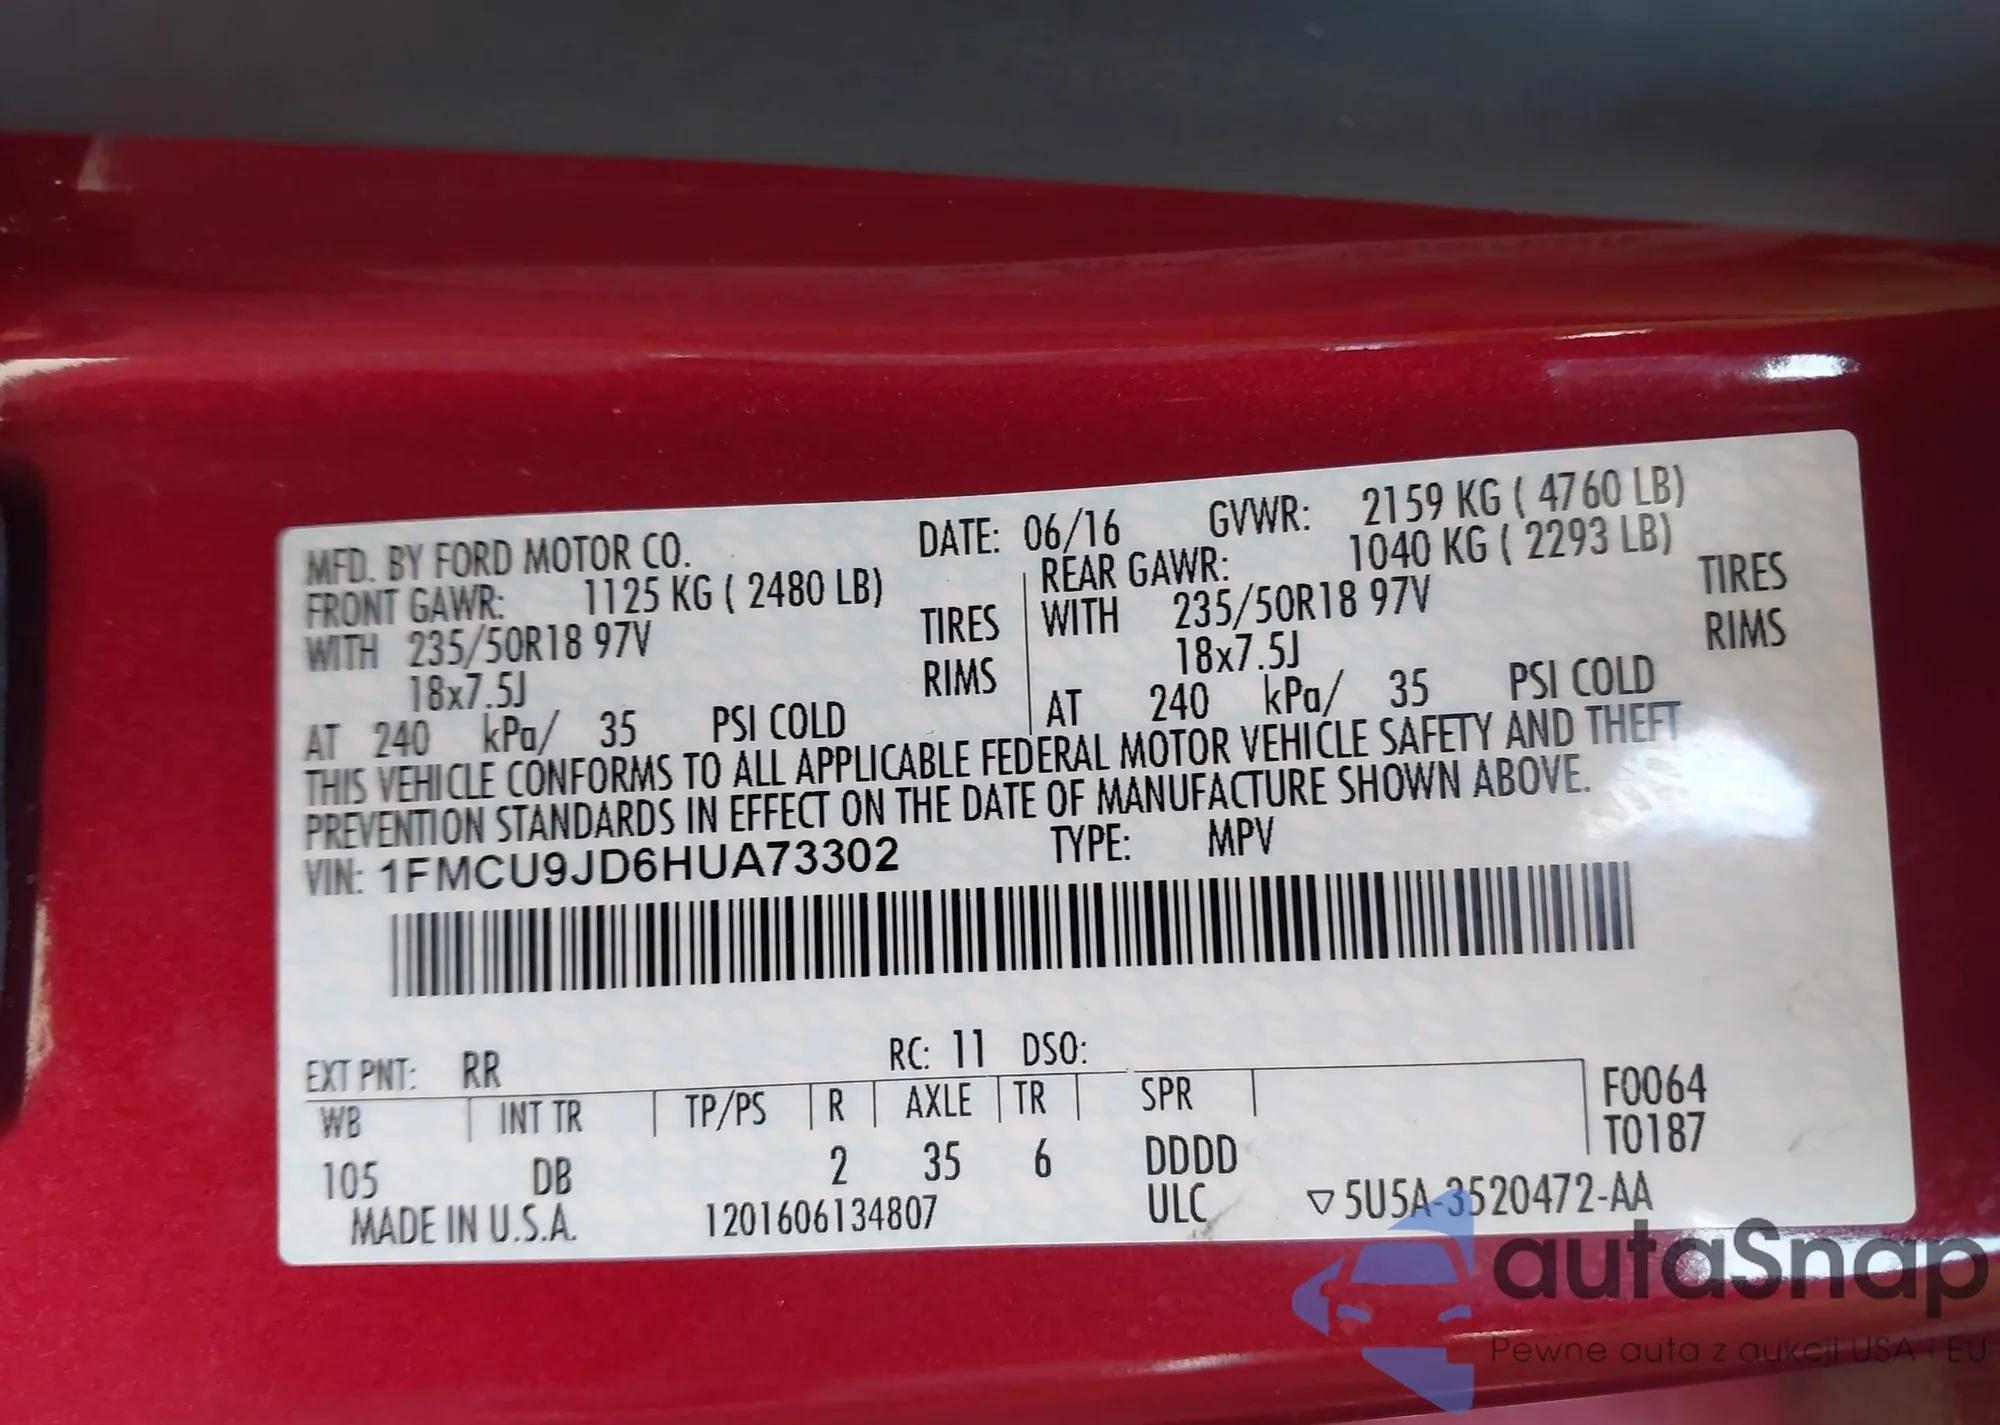 MFD. BY FORD MOTOR CO. DATE: 06/16 GVWR: 2159 KG ( 4760 LB)
FRONT GAWR: 1125 KG ( 2480 LB) REAR GAWR: 1040 KG ( 2293 LB)
WITH 235/50R18 97V TIRES WITH 235/50R18 97V TIRES
18x7.5J RIMS 18x7.5J RIMS
AT 240 kPa/ 35 PSI COLD AT 240 kPa/ 35 PSI COLD
THIS VEHICLE CONFORMS TO ALL APPLICABLE FEDERAL MOTOR VEHICLE SAFETY AND THEFT
PREVENTION STANDARDS IN EFFECT ON THE DATE OF MANUFACTURE SHOWN ABOVE.
VIN: 1FMCU9JD6HUA73302 TYPE: MPV
EXT PNT: RR RC: 11 DSO:
WB INT TR TP/PS R AXLE TR SPR F0064
T0187
105 DB 2 35 6 DDDD
MADE IN U.S.A. 1201606134807 ULC ▽5U5A-3520472-AA
autaSnap
Pewne auta z aukcji USA i EU